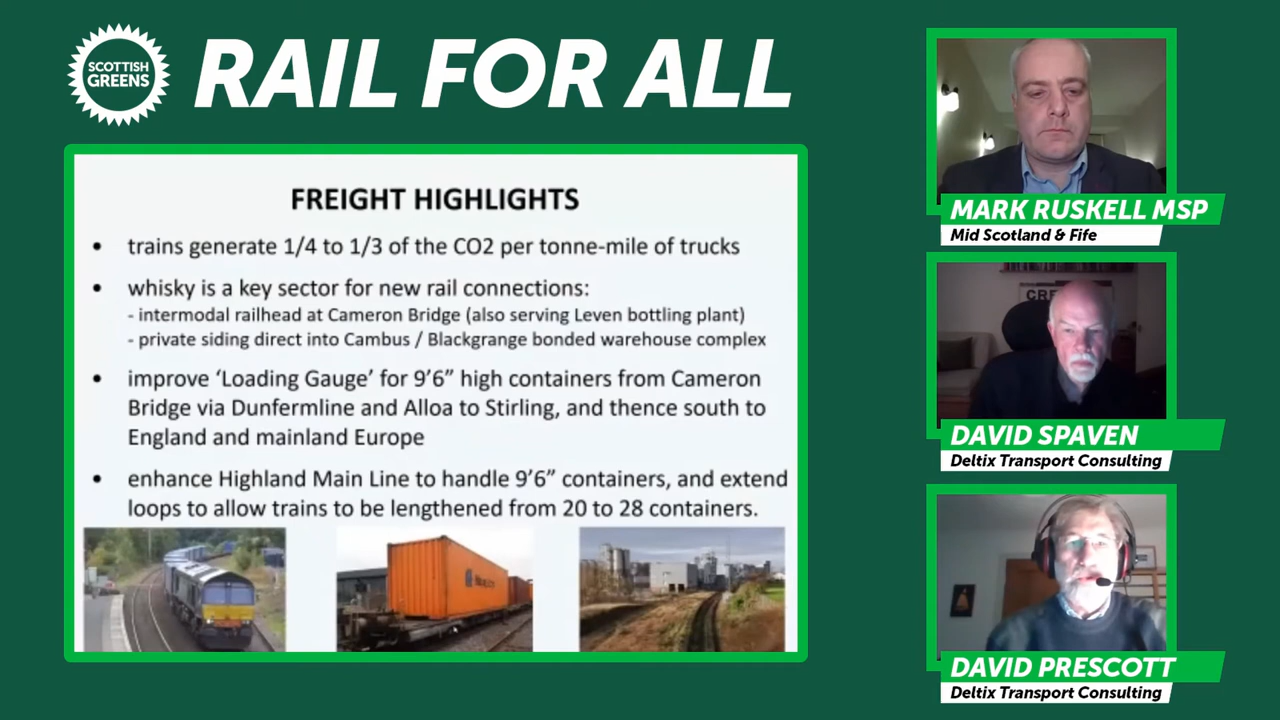 SCOTTISH
GREENS
RAIL FOR ALL
FREIGHT HIGHLIGHTS
• trains generate 1/4 to 1/3 of the CO2 per tonne-mile of trucks
• whisky is a key sector for new rail connections:
- intermodal railhead at Cameron Bridge (also serving Leven bottling plant)
- private siding direct into Cambus / Blackgrange bonded warehouse complex
• improve ‘Loading Gauge’ for 9’6” high containers from Cameron
Bridge via Dunfermline and Alloa to Stirling, and thence south to
England and mainland Europe
• enhance Highland Main Line to handle 9’6” containers, and extend
loops to allow trains to be lengthened from 20 to 28 containers.
MARK RUSKELL MSP
Mid Scotland & Fife
DAVID SPAVEN
Deltix Transport Consulting
DAVID PRESCOTT
Deltix Transport Consulting